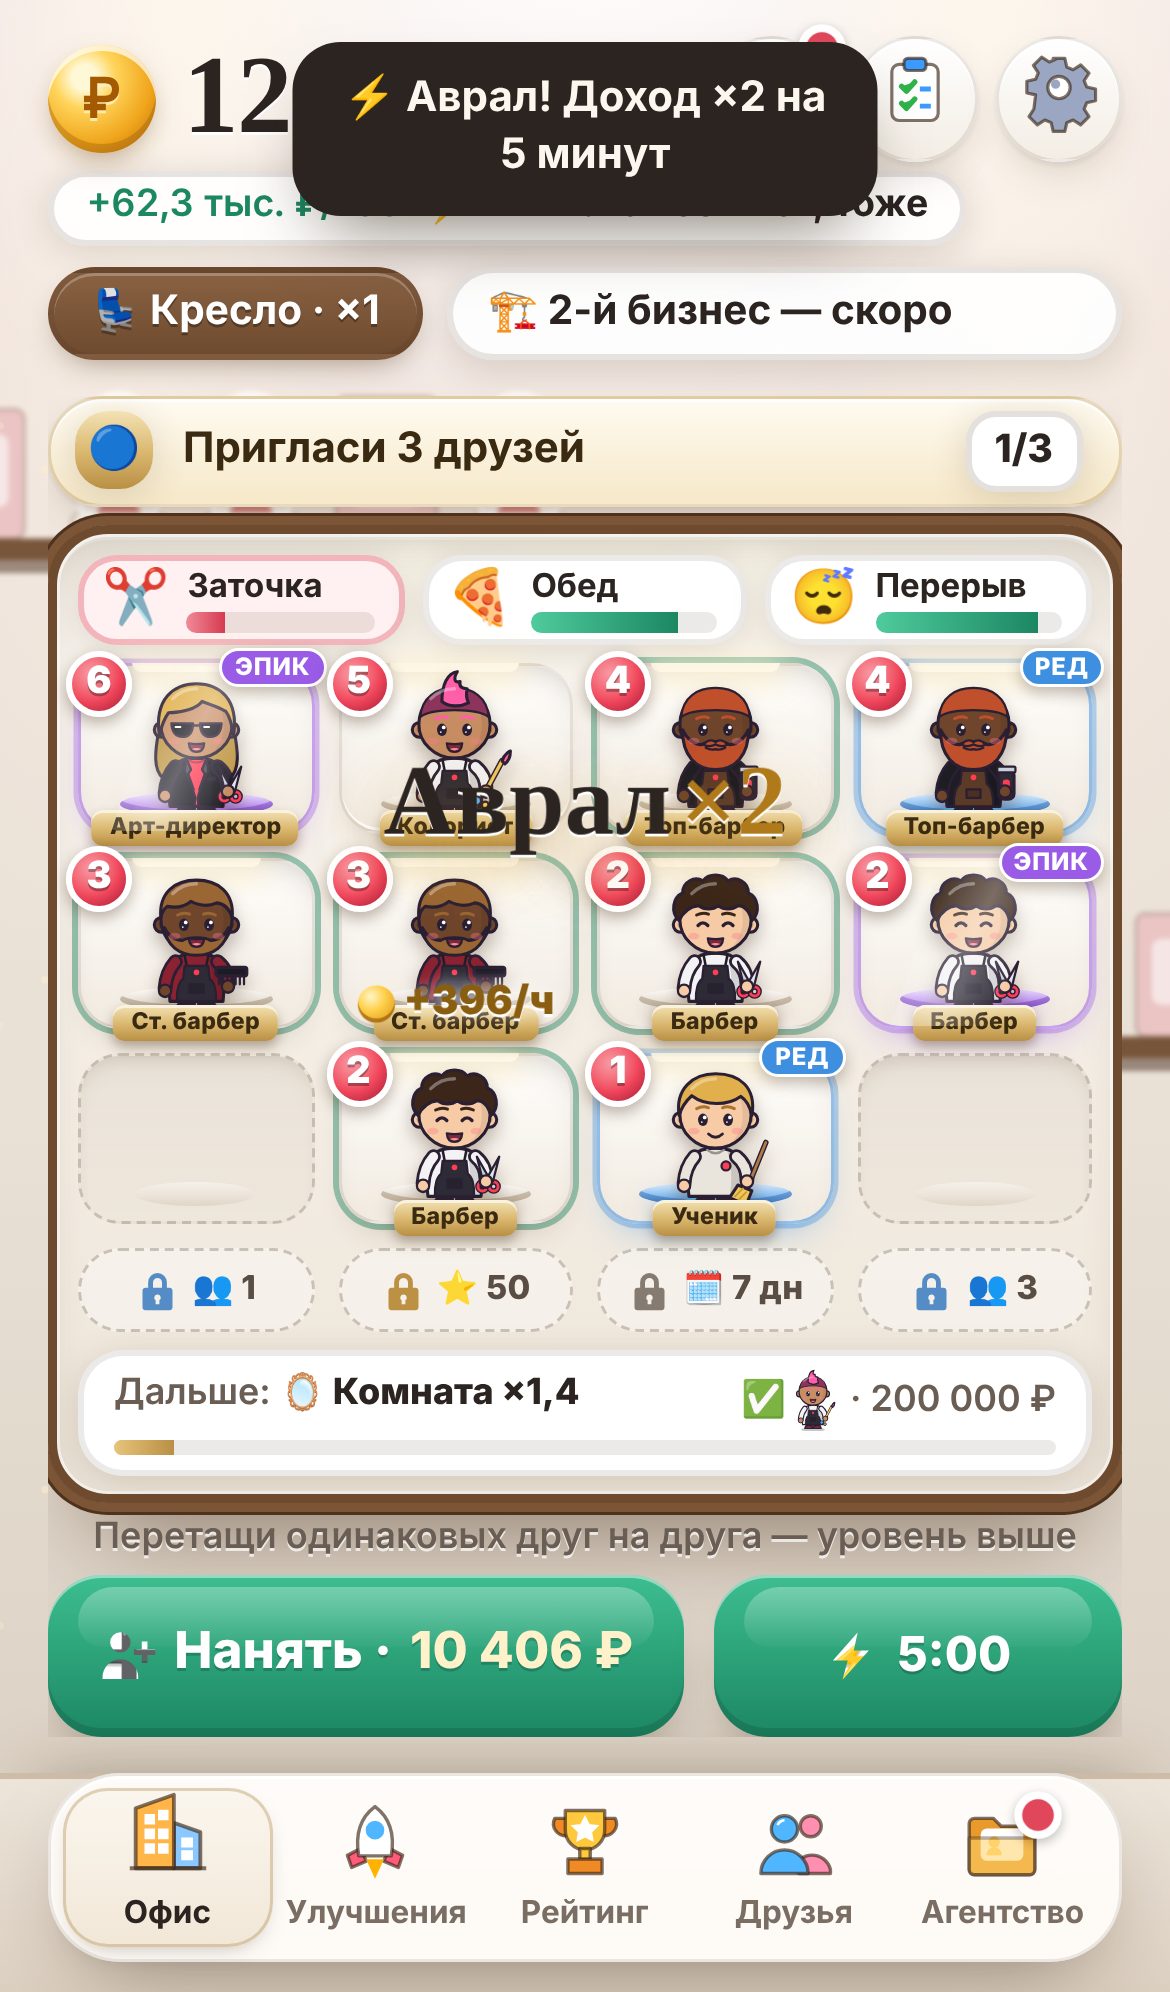 12
⚡ Аврал! Доход ×2 на
5 минут
+62,3 тыс. ₽/
Кресло · ×1
2-й бизнес — скоро
Пригласи 3 друзей
1/3
Заточка
Обед
Перерыв
6 ЭПИК
5
4
4 РЕД
Аврал ×2
Арт-директор
Колорист
Топ-барбер
Топ-барбер
3
3
2
2 ЭПИК
+396/ч
Ст. барбер
Ст. барбер
Барбер
Барбер
2
1 РЕД
Барбер
Ученик
1
50
7 дн
3
Дальше: Комната ×1,4
· 200 000 ₽
Перетащи одинаковых друг на друга — уровень выше
Нанять · 10 406 ₽
⚡ 5:00
Офис
Улучшения
Рейтинг
Друзья
Агентство